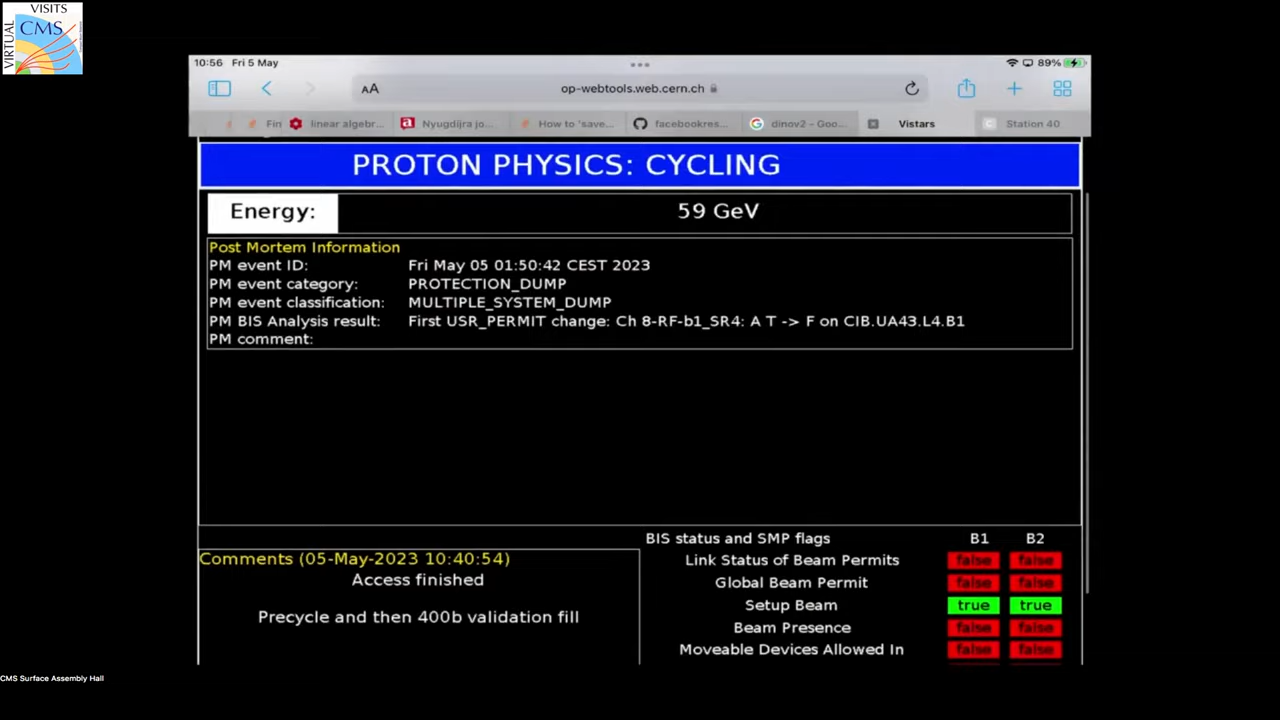 VISITS
CMS
VIRTUAL
10:56 Fri 5 May
89%
AA
op-webtools.web.cern.ch
Fin
linear algebr...
Nyugdíjra jo...
How to 'save...
facebookres...
dinov2 - Goo...
Vistars
Station 40
PROTON PHYSICS: CYCLING
Energy: 59 GeV
Post Mortem Information
PM event ID: Fri May 05 01:50:42 CEST 2023
PM event category: PROTECTION_DUMP
PM event classification: MULTIPLE_SYSTEM_DUMP
PM BIS Analysis result: First USR_PERMIT change: Ch 8-RF-b1_SR4: A T -> F on CIB.UA43.L4.B1
PM comment:
Comments (05-May-2023 10:40:54)
Access finished
Precycle and then 400b validation fill
BIS status and SMP flags B1 B2
Link Status of Beam Permits false false
Global Beam Permit false false
Setup Beam true true
Beam Presence false false
Moveable Devices Allowed In false false
CMS Surface Assembly Hall